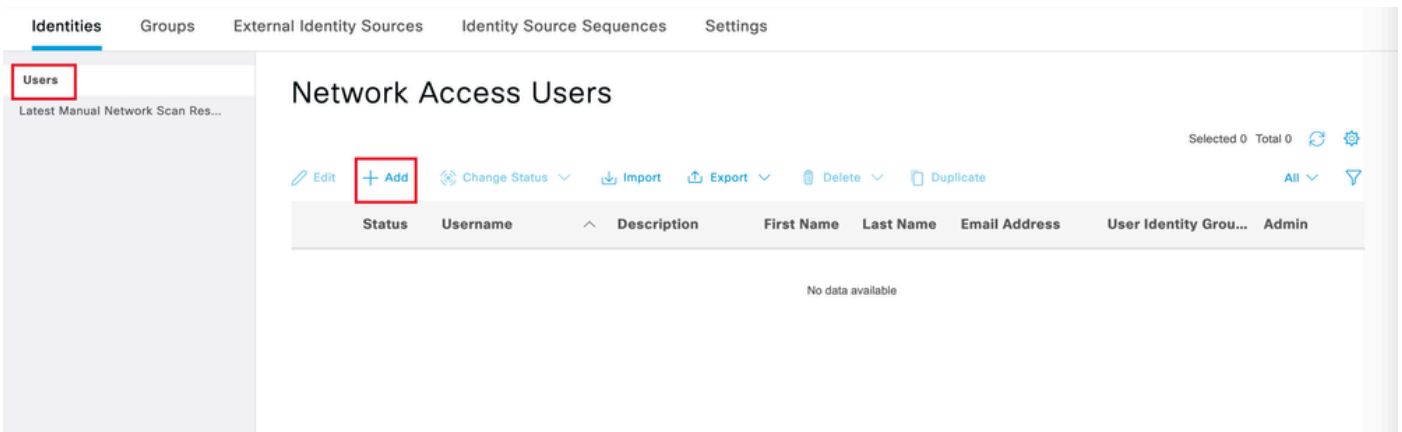 Identities Groups External Identity Sources Identity Source Sequences Settings
Users
Latest Manual Network Scan Res...
Network Access Users
Selected 0 Total 0
Edit + Add Change Status Import Export Delete Duplicate All
Status Username Description First Name Last Name Email Address User Identity Grou... Admin
No data available